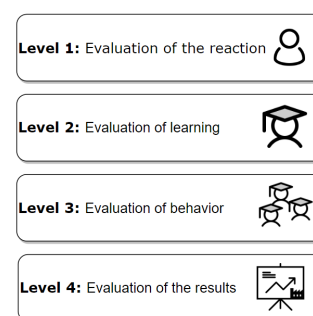 Level 1: Evaluation of the reaction
Level 2: Evaluation of learning
Level 3: Evaluation of behavior
Level 4: Evaluation of the results